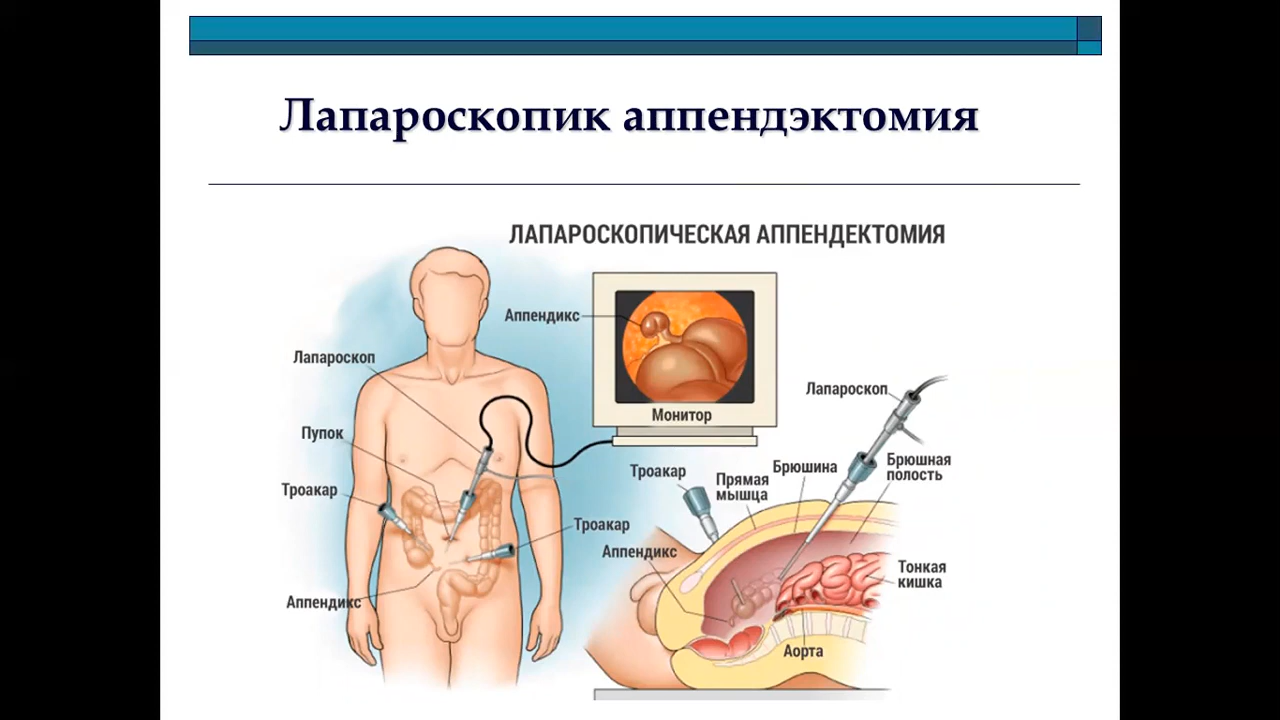 Лапароскопик аппендэктомия
ЛАПАРОСКОПИЧЕСКАЯ АППЕНДЕКТОМИЯ
Аппендикс
Лапароскоп
Монитор
Пупок
Троакар
Троакар
Аппендикс
Лапароскоп
Троакар
Прямая
мышца
Брюшина
Брюшная
полость
Аппендикс
Тонкая
кишка
Аорта